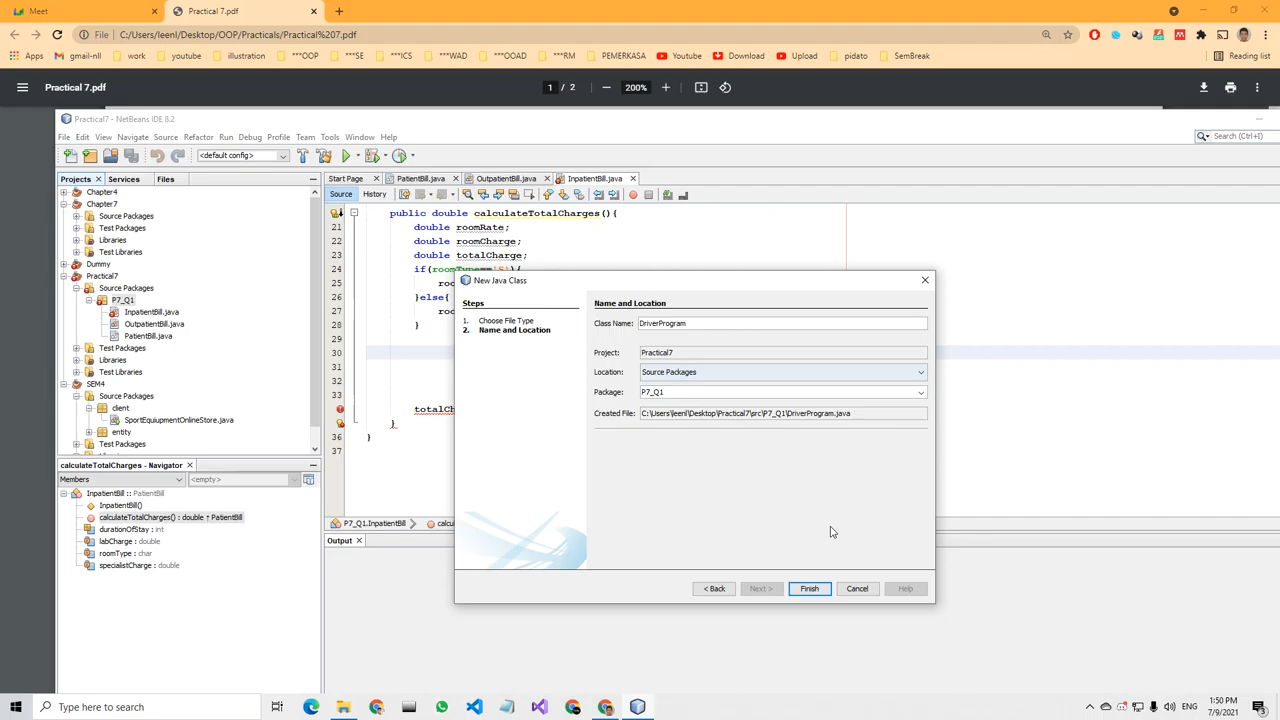 Meet
Practical 7.pdf
File
C:/Users/leenl/Desktop/OOP/Practicals/Practical%207.pdf
Apps
gmail-nll
work
youtube
illustration
***OOP
***SE
***ICS
***WAD
***OOAD
***RM
PEMERKASA
Youtube
Download
Upload
pidato
SemBreak
Reading list
Practical 7.pdf
1 / 2
200%
Practical7 - NetBeans IDE 8.2
File Edit View Navigate Source Refactor Run Debug Profile Team Tools Window Help
Search (Ctrl+I)
<default config>
Projects
Services
Files
Start Page
PatientBill.java
OutpatientBill.java
InpatientBill.java
Source
History
Chapter4
Chapter7
Source Packages
Test Packages
Libraries
Test Libraries
Dummy
Practical7
Source Packages
P7_Q1
InpatientBill.java
OutpatientBill.java
PatientBill.java
Test Packages
Libraries
Test Libraries
SEM4
Source Packages
client
SportEquiupmentOnlineStore.java
entity
Test Packages
public double calculateTotalCharges(){
21 double roomRate;
22 double roomCharge;
23 double totalCharge;
24 if(roomType=='S'){
25 roo
26 }else{
27 roo
28 }
29
30
31
32
33
totalCh
}
36 }
37
New Java Class
Steps
1. Choose File Type
2. Name and Location
Name and Location
Class Name: DriverProgram
Project: Practical7
Location: Source Packages
Package: P7_Q1
Created File: C:\Users\leenl\Desktop\Practical7\src\P7_Q1\DriverProgram.java
< Back
Next >
Finish
Cancel
Help
calculateTotalCharges - Navigator
Members
<empty>
InpatientBill :: PatientBill
InpatientBill()
calculateTotalCharges() : double ↑ PatientBill
durationOfStay : int
labCharge : double
roomType : char
specialistCharge : double
P7_Q1.InpatientBill
calcu
Output
Type here to search
ENG
1:50 PM
7/9/2021
3